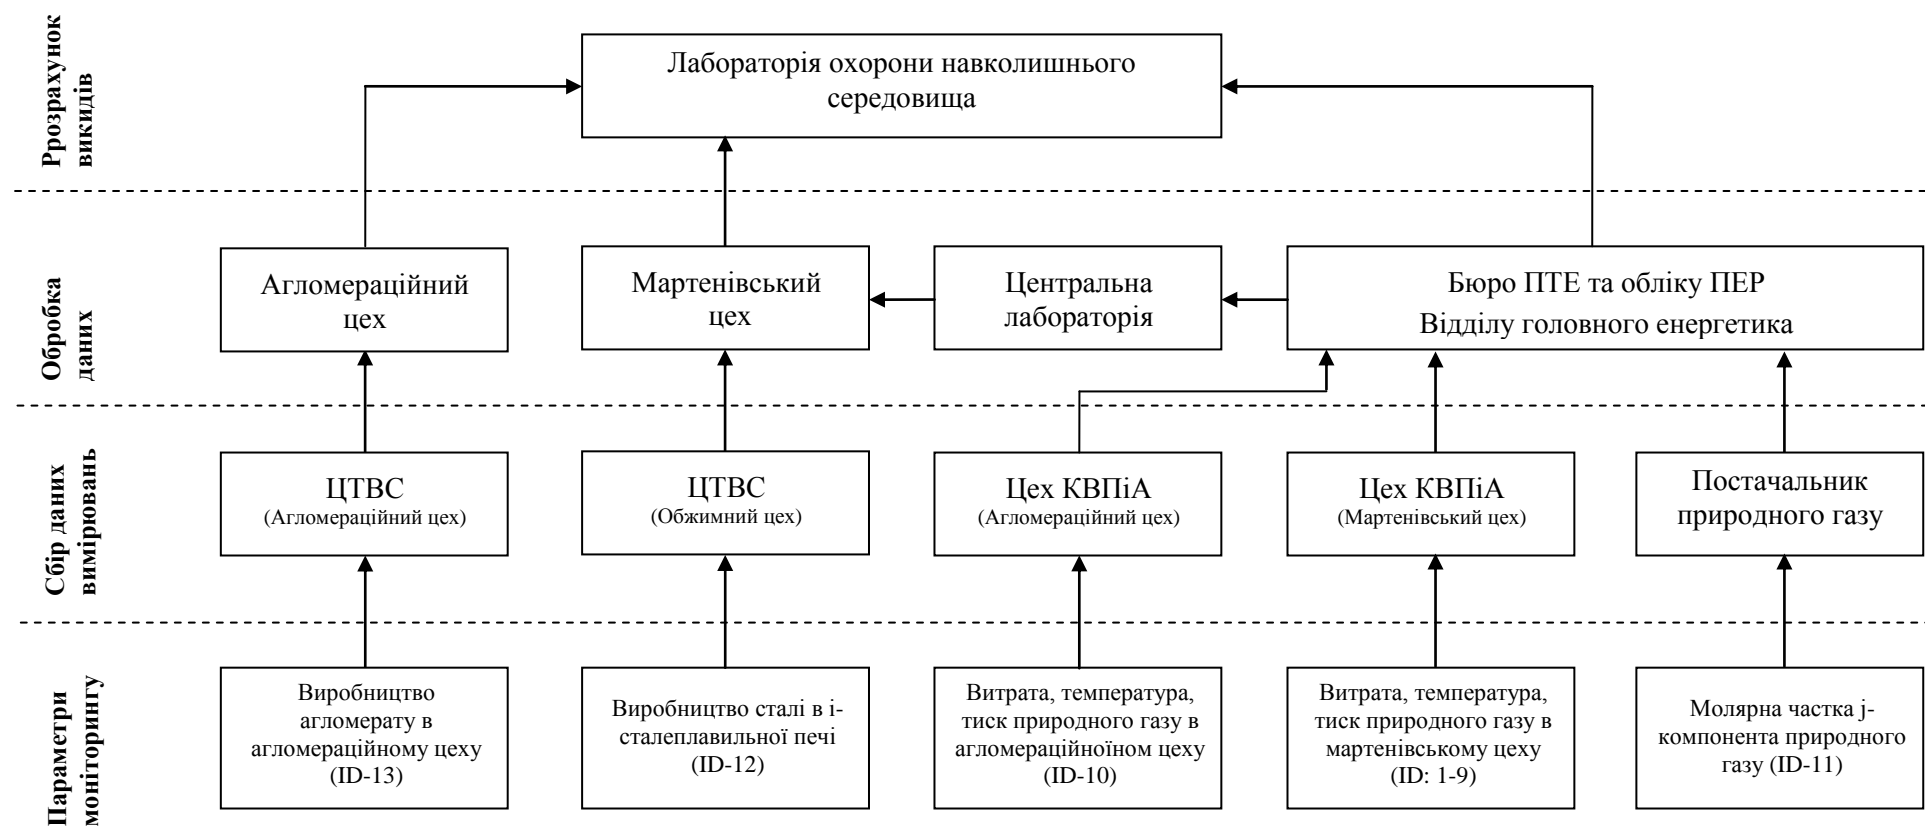 Ррозрахунок
викидів
Лабораторія охорони навколишнього
середовища
Обробка
даних
Агломераційний
цех
Мартенівський
цех
Центральна
лабораторія
Бюро ПТЕ та обліку ПЕР
Відділу головного енергетика
Сбір даних
вимірювань
ЦТВС
(Агломераційний цех)
ЦТВС
(Обжимний цех)
Цех КВПіА
(Агломераційний цех)
Цех КВПіА
(Мартенівський цех)
Постачальник
природного газу
Параметри
моніторингу
Виробництво
агломерату в
агломераційному цеху
(ID-13)
Виробництво сталі в і-
сталеплавильної печі
(ID-12)
Витрата, температура,
тиск природного газу в
агломераційноїном цеху
(ID-10)
Витрата, температура,
тиск природного газу в
мартенівському цеху
(ID: 1-9)
Молярна частка j-
компонента природного
газу (ID-11)